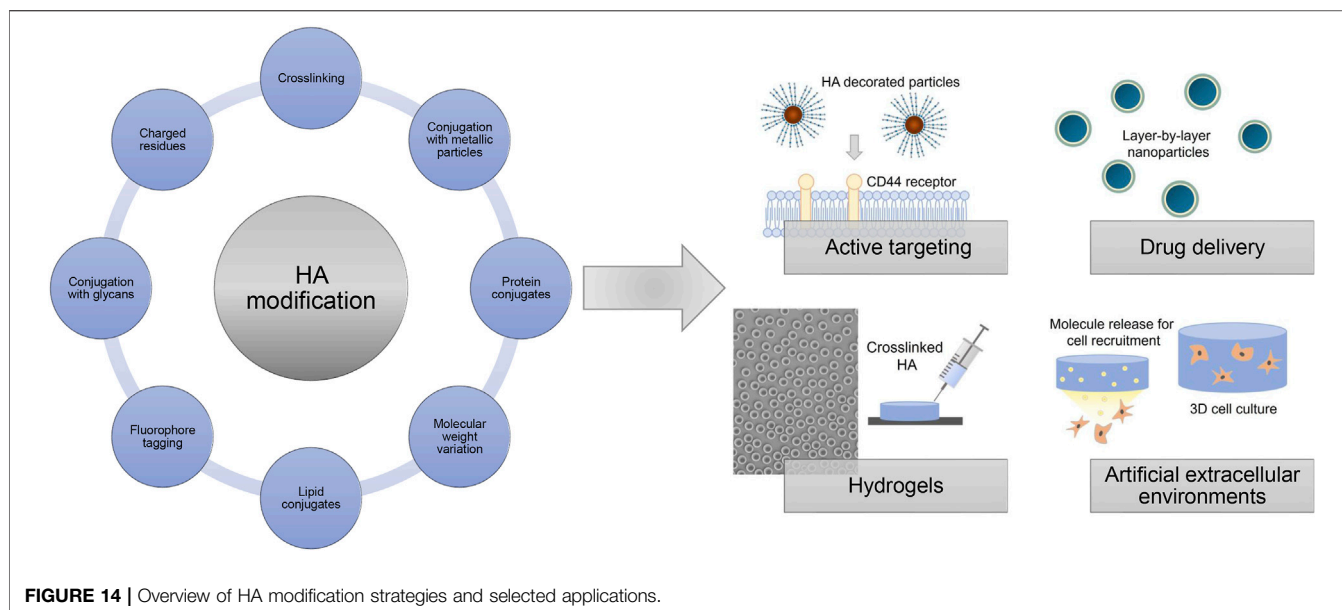 Crosslinking
Conjugation
with metallic
particles
Protein
conjugates
Molecular
weight
variation
Lipid
conjugates
Fluorophore
tagging
Conjugation
with glycans
Charged
residues
HA
modification
HA decorated particles
CD44 receptor
Active targeting
Layer-by-layer
nanoparticles
Drug delivery
Crosslinked
HA
Hydrogels
Molecule release for
cell recruitment
3D cell culture
Artificial extracellular
environments
FIGURE 14 | Overview of HA modification strategies and selected applications.